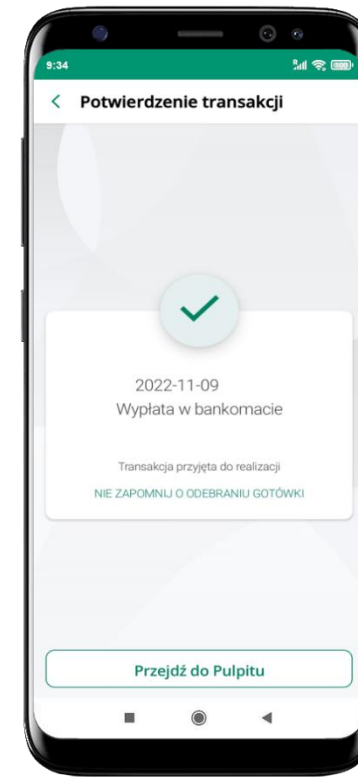 9:34
Potwierdzenie transakcji
2022-11-09
Wypłata w bankomacie
Transakcja przyjęta do realizacji
NIE ZAPOMNIJ O ODEBRANIU GOTÓWKI
Przejdź do Pulpitu